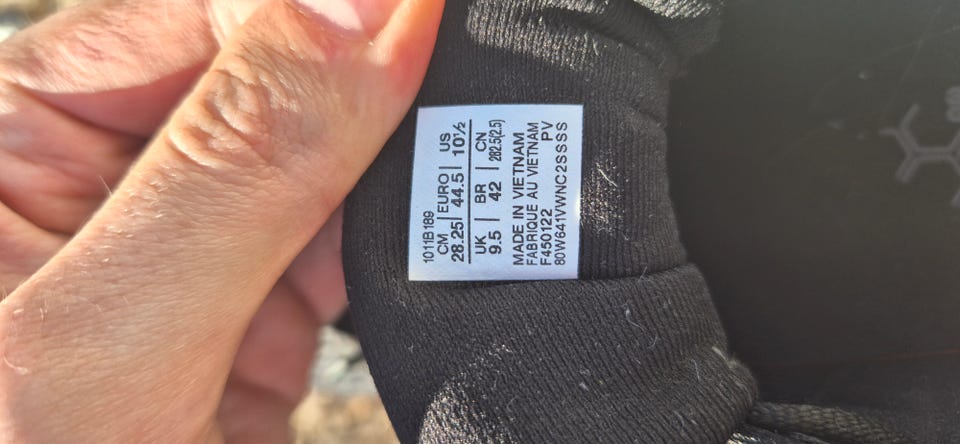 1011B189
CM | EURO | US
28.25 | 44.5 | 10½
UK | BR | CN
9.5 | 42 | 282.5(2.5)
MADE IN VIETNAM
FABRIQUE AU VIETNAM
F450122 PV
80W641VWNC2SSSS